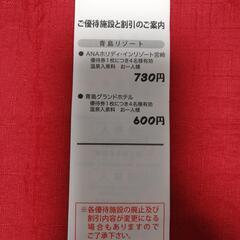 ご優待施設と割引のご案内
青島リゾート
● ANAホリデイ・インリゾート宮崎
優待券1枚につき4名様有効
温泉入泉料 お一人様
730円
● 青島グランドホテル
優待券1枚につき4名様有効
温泉入泉料 お一人様
600円
※各優待施設の廃止及び
割引内容が変更になる
場合もありますので
ご了承下さい。